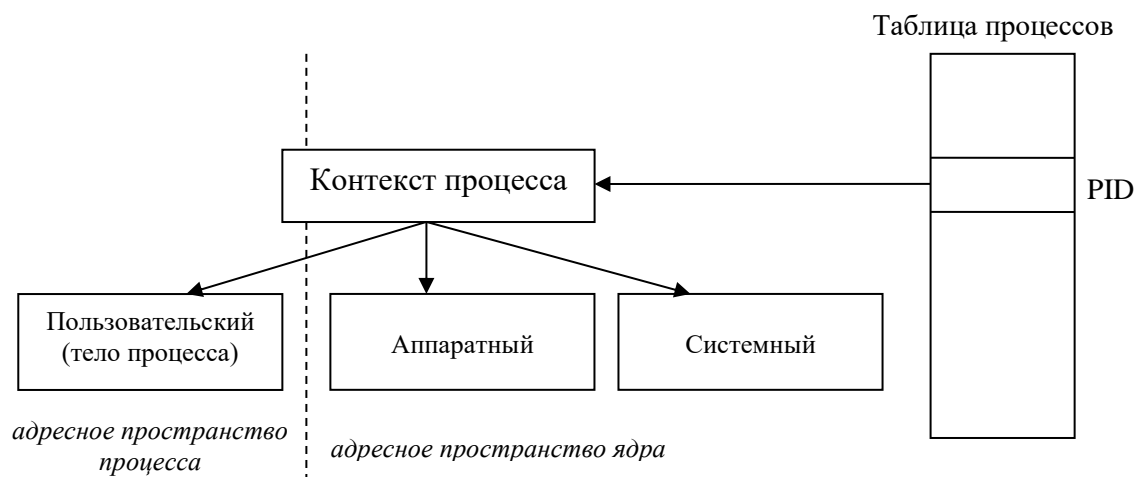 Таблица процессов
Контекст процесса
PID
Пользовательский
(тело процесса)
Аппаратный
Системный
адресное пространство
процесса
адресное пространство ядра